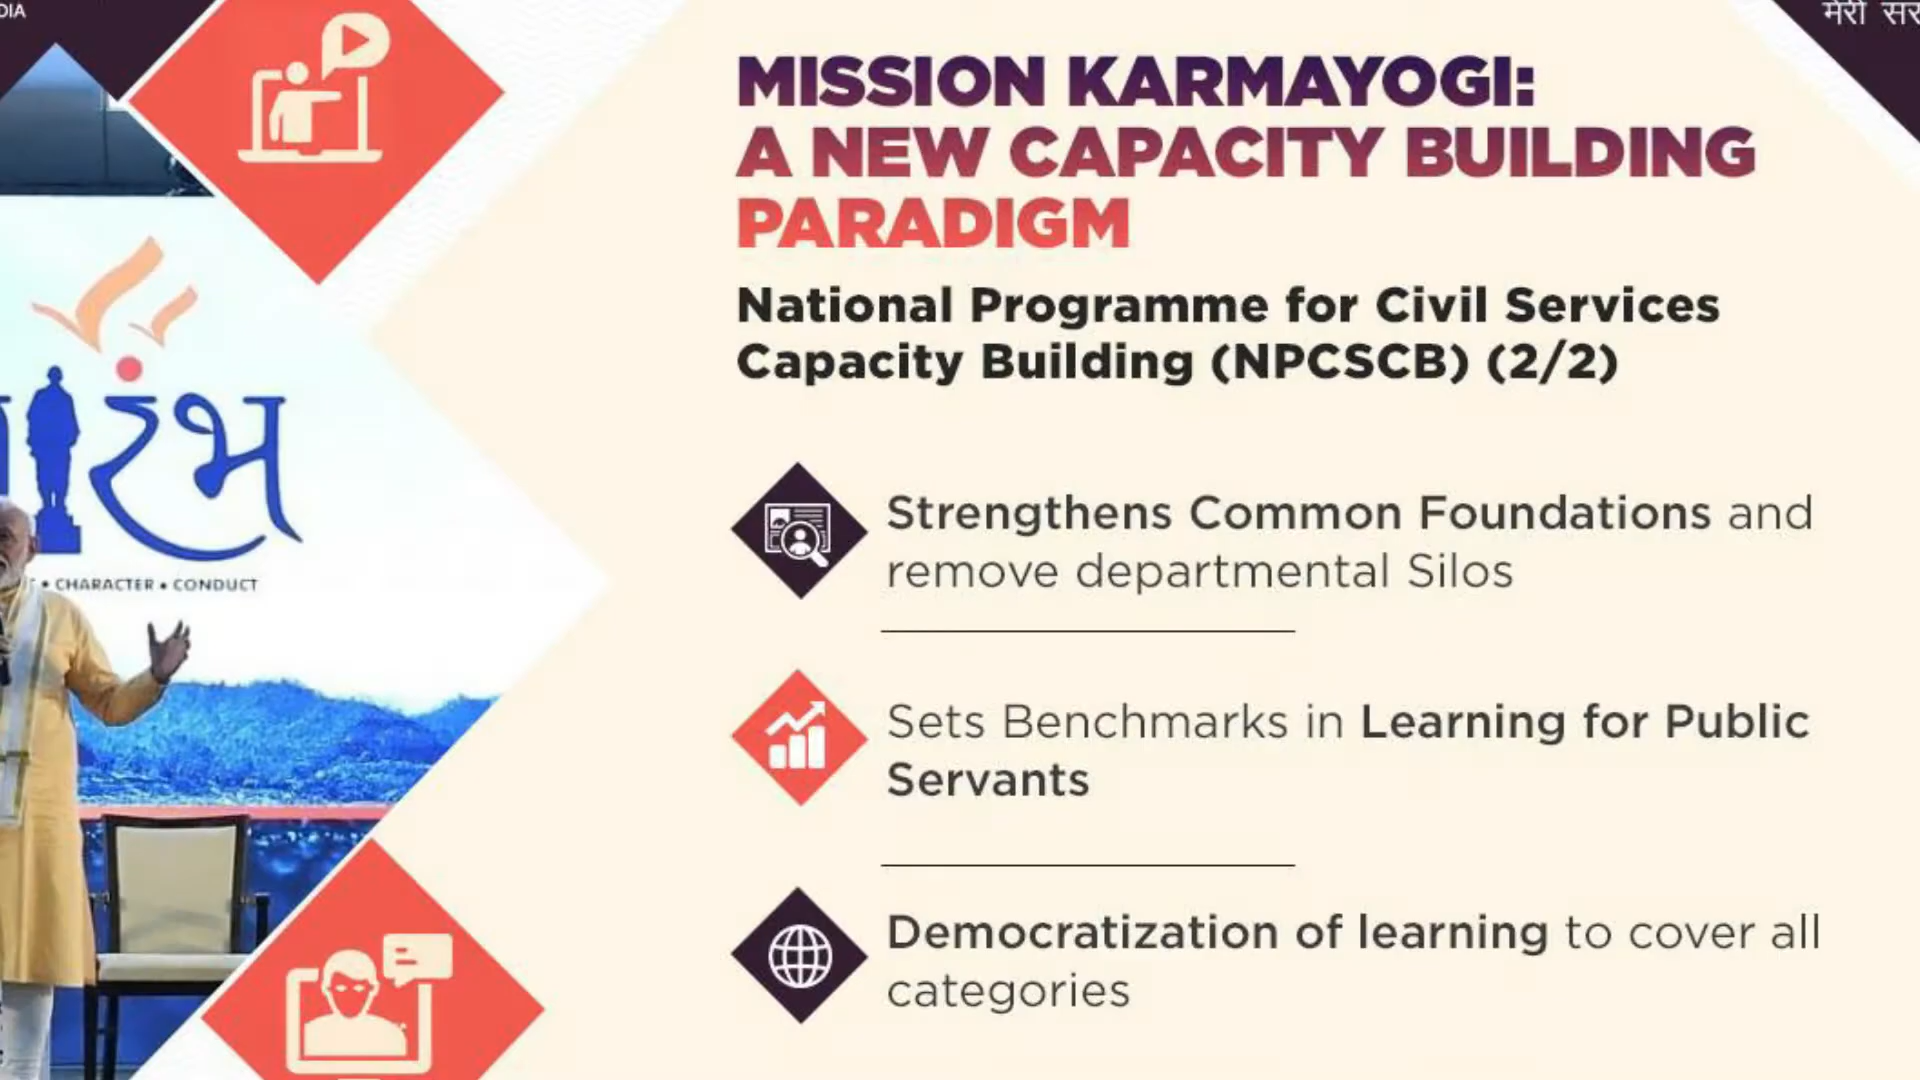 DIA
मेरी सर
MISSION KARMAYOGI:
A NEW CAPACITY BUILDING
PARADIGM
National Programme for Civil Services
Capacity Building (NPCSCB) (2/2)
Strengthens Common Foundations and
remove departmental Silos
Sets Benchmarks in Learning for Public
Servants
Democratization of learning to cover all
categories
રંભ
• CHARACTER • CONDUCT